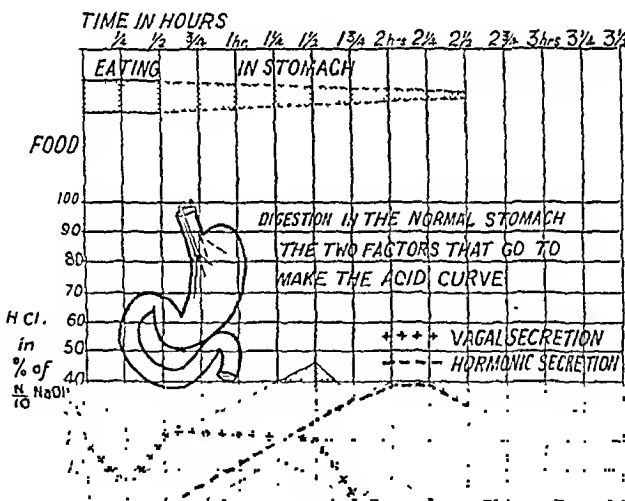 TIME IN HOURS
1/4 1/2 3/4 1hr. 1 1/4 1 1/2 1 3/4 2hrs 2 1/4 2 1/2 2 3/4 3hrs 3 1/4 3 1/2
EATING IN STOMACH
FOOD
100
90 DIGESTION IN THE NORMAL STOMACH
80 THE TWO FACTORS THAT GO TO
70 MAKE THE ACID CURVE
HCl. 60
in ++++ VAGAL SECRETION
% of 50 ---- HORMONIC SECRETION
N/10 NaOH 40